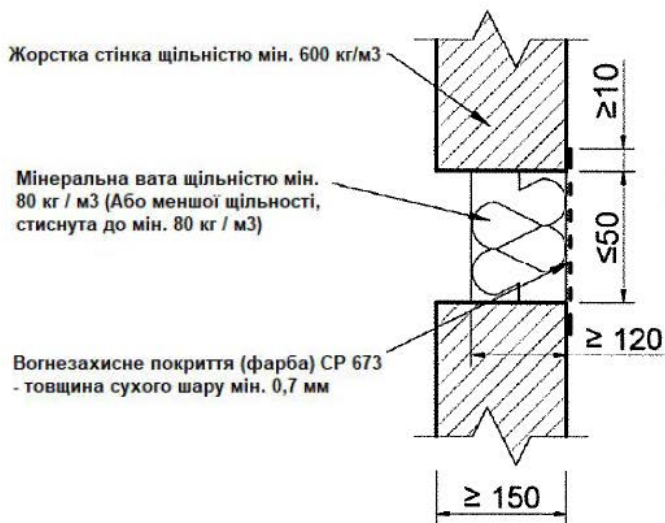 Жорстка стінка щільністю мін. 600 кг/м3
≥10
Мінеральна вата щільністю мін.
80 кг / м3 (Або меншої щільності,
стиснута до мін. 80 кг / м3)
≤50
≥ 120
Вогнезахисне покриття (фарба) CP 673
- товщина сухого шару мін. 0,7 мм
≥ 150